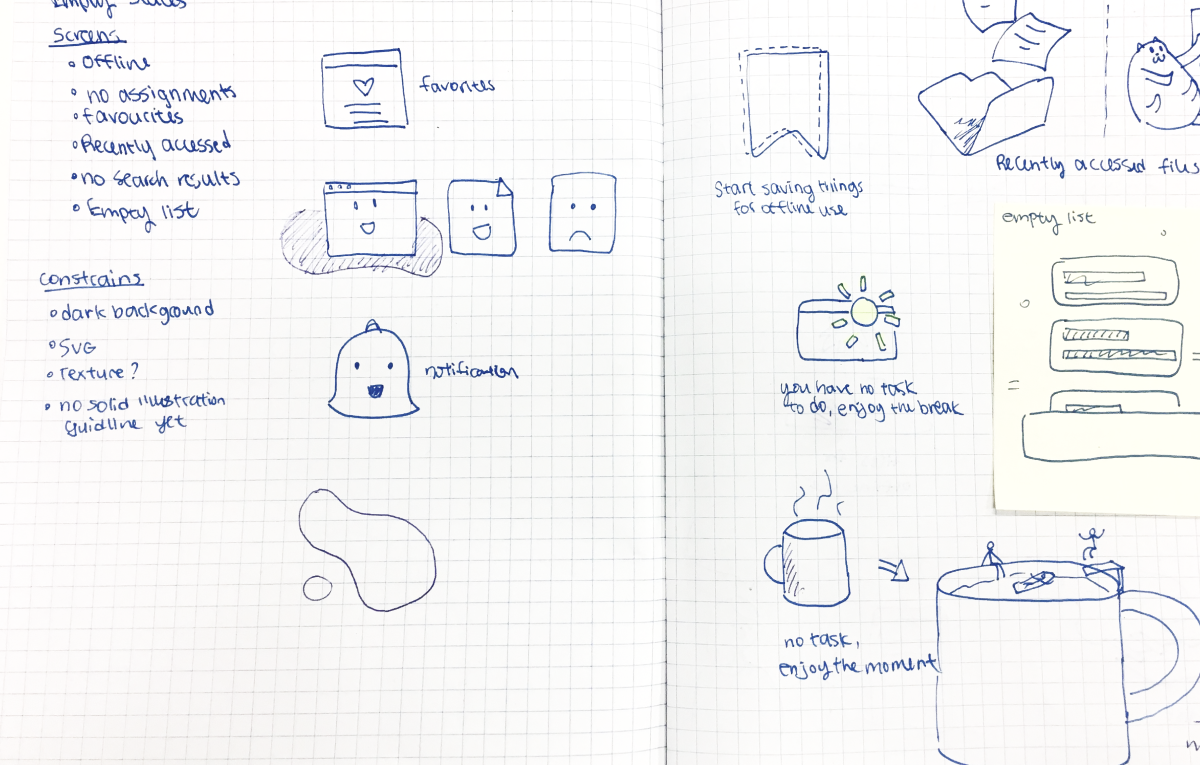 Empty States
Screens
Offline
no assignments
favourites
Recently accessed
no search results
Empty list
constrains
dark background
SVG
Texture?
no solid illustration
guidline yet
favorites
notification
Start saving things
for offline use
you have no task
to do, enjoy the break
no task,
enjoy the moment
Recently accessed files
empty list